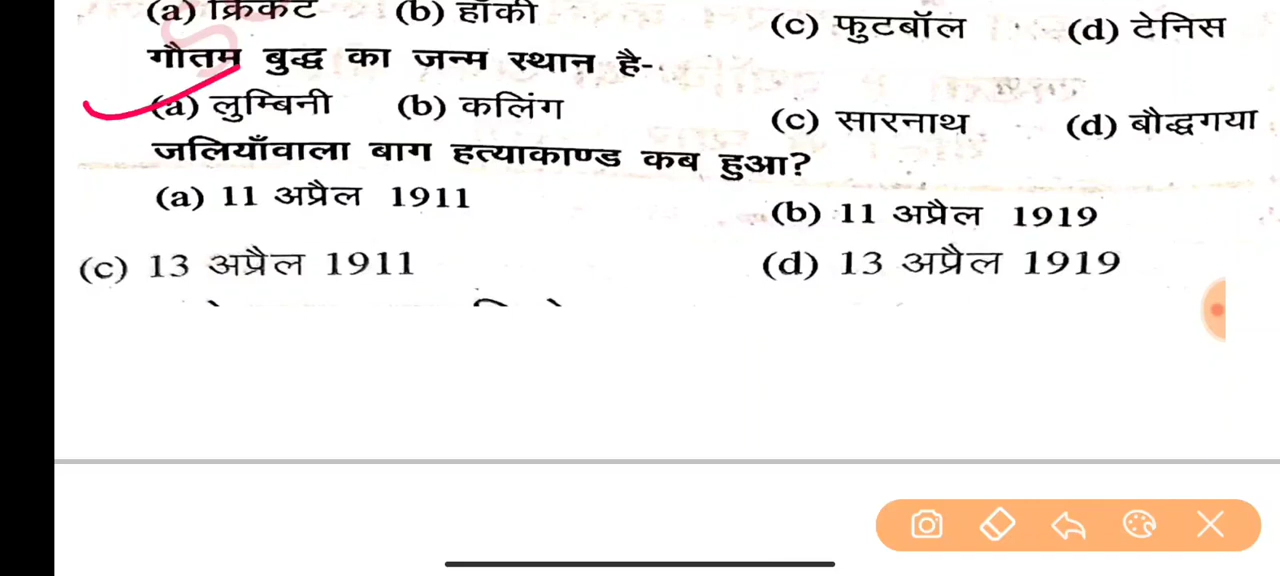 (a) क्रिकेट (b) हॉकी (c) फुटबॉल (d) टेनिस
गौतम बुद्ध का जन्म स्थान है-
(a) लुम्बिनी (b) कलिंग (c) सारनाथ (d) बौद्धगया
जलियाँवाला बाग हत्याकाण्ड कब हुआ?
(a) 11 अप्रैल 1911 (b) 11 अप्रैल 1919
(c) 13 अप्रैल 1911 (d) 13 अप्रैल 1919